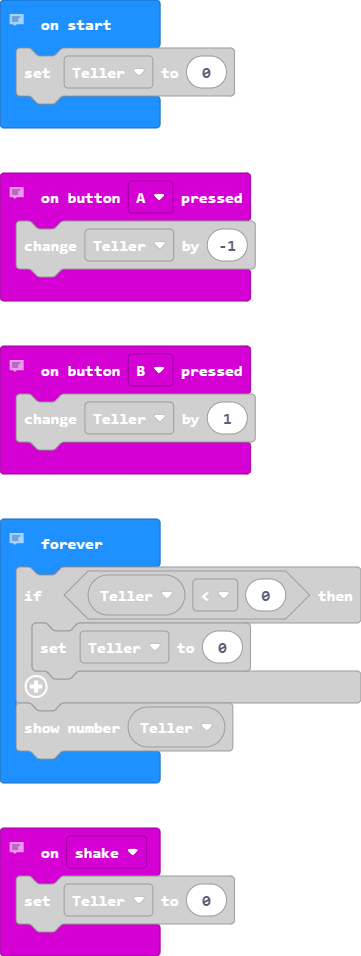 on start
set Teller to 0
on button A pressed
change Teller by -1
on button B pressed
change Teller by 1
forever
if Teller < 0 then
set Teller to 0
show number Teller
on shake
set Teller to 0